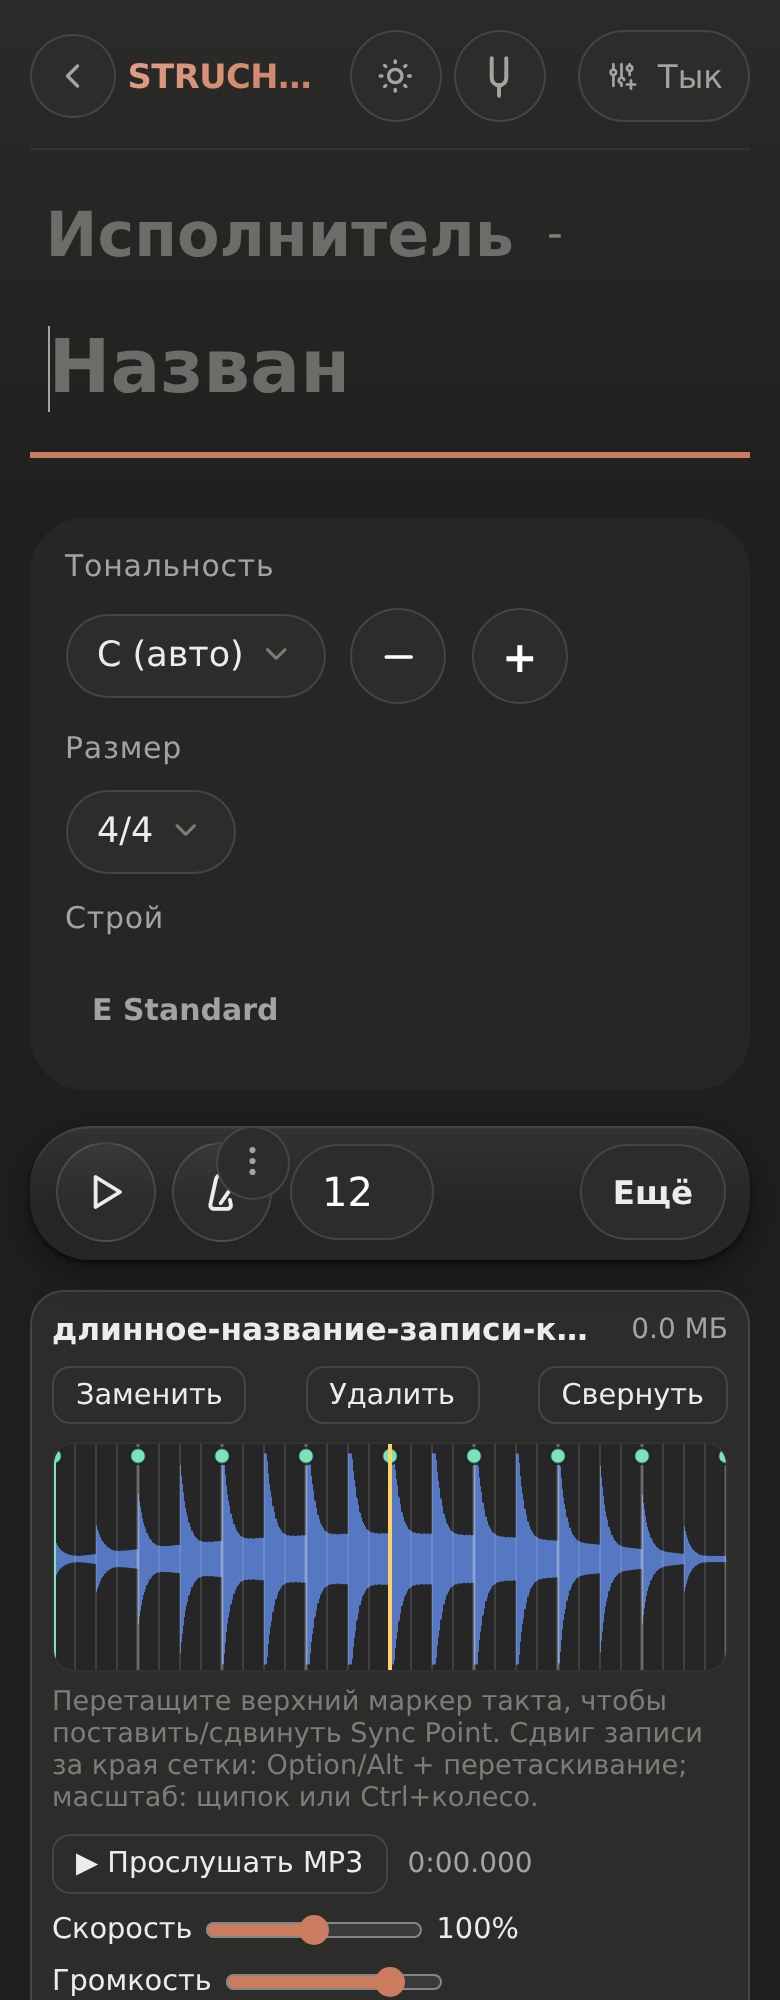 STRUCH...
Тык
Исполнитель -
Назван
Тональность
C (авто)
− +
Размер
4/4
Строй
E Standard
12
Ещё
длинное-название-записи-к... 0.0 МБ
Заменить Удалить Свернуть
Перетащите верхний маркер такта, чтобы
поставить/сдвинуть Sync Point. Сдвиг записи
за края сетки: Option/Alt + перетаскивание;
масштаб: щипок или Ctrl+колесо.
▶ Прослушать MP3 0:00.000
Скорость 100%
Громкость